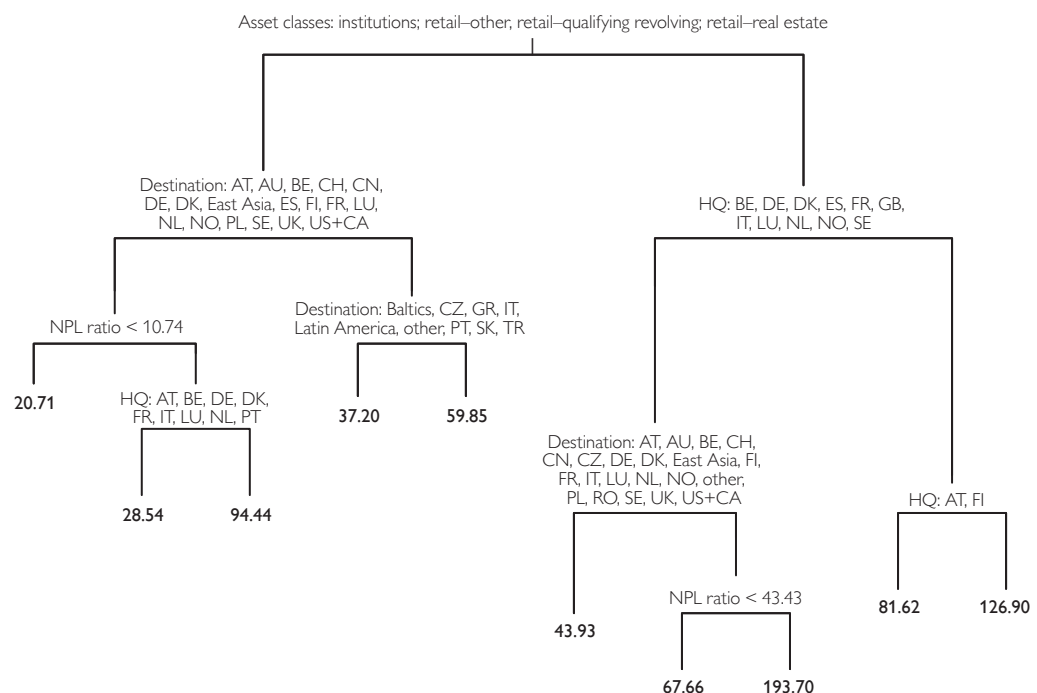 Asset classes: institutions; retail–other, retail–qualifying revolving; retail–real estate
Destination: AT, AU, BE, CH, CN,
DE, DK, East Asia, ES, FI, FR, LU,
NL, NO, PL, SE, UK, US+CA
HQ: BE, DE, DK, ES, FR, GB,
IT, LU, NL, NO, SE
NPL ratio < 10.74
Destination: Baltics, CZ, GR, IT,
Latin America, other, PT, SK, TR
20.71
HQ: AT, BE, DE, DK,
FR, IT, LU, NL, PT
37.20
59.85
28.54
94.44
Destination: AT, AU, BE, CH,
CN, CZ, DE, DK, East Asia, FI,
FR, IT, LU, NL, NO, other,
PL, RO, SE, UK, US+CA
HQ: AT, FI
43.93
NPL ratio < 43.43
81.62
126.90
67.66
193.70